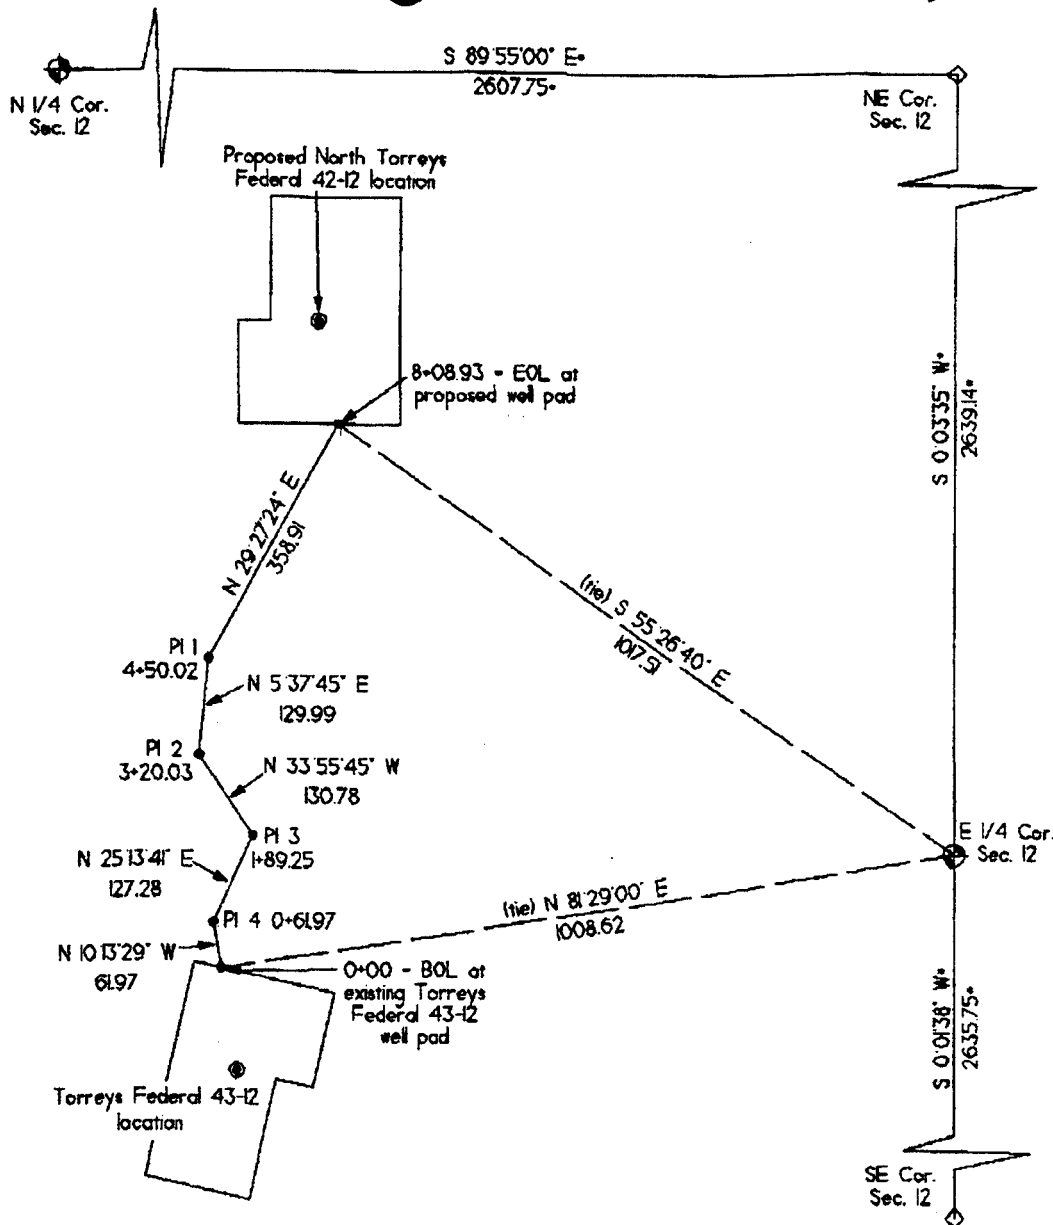 S 89°55'00" E*
2607.75*
N 1/4 Cor.
Sec. 12
NE Cor.
Sec. 12
Proposed North Torreys
Federal 42-12 location
8+08.93 - EOL at
proposed well pad
S 0°03'35" W*
2639.14*
N 29°27'24" E
358.91
(tie) S 55°26'40" E
1017.51
PI 1
4+50.02
N 5°37'45" E
129.99
PI 2
3+20.03
N 33°55'45" W
130.78
PI 3
1+89.25
E 1/4 Cor.
Sec. 12
N 25°13'41" E
127.28
(tie) N 81°29'00" E
1008.62
PI 4 0+61.97
N 10°13'29" W
61.97
0+00 - BOL at
existing Torreys
Federal 43-12
well pad
S 0°01'38" W*
2635.75*
Torreys Federal 43-12
location
SE Cor.
Sec. 12